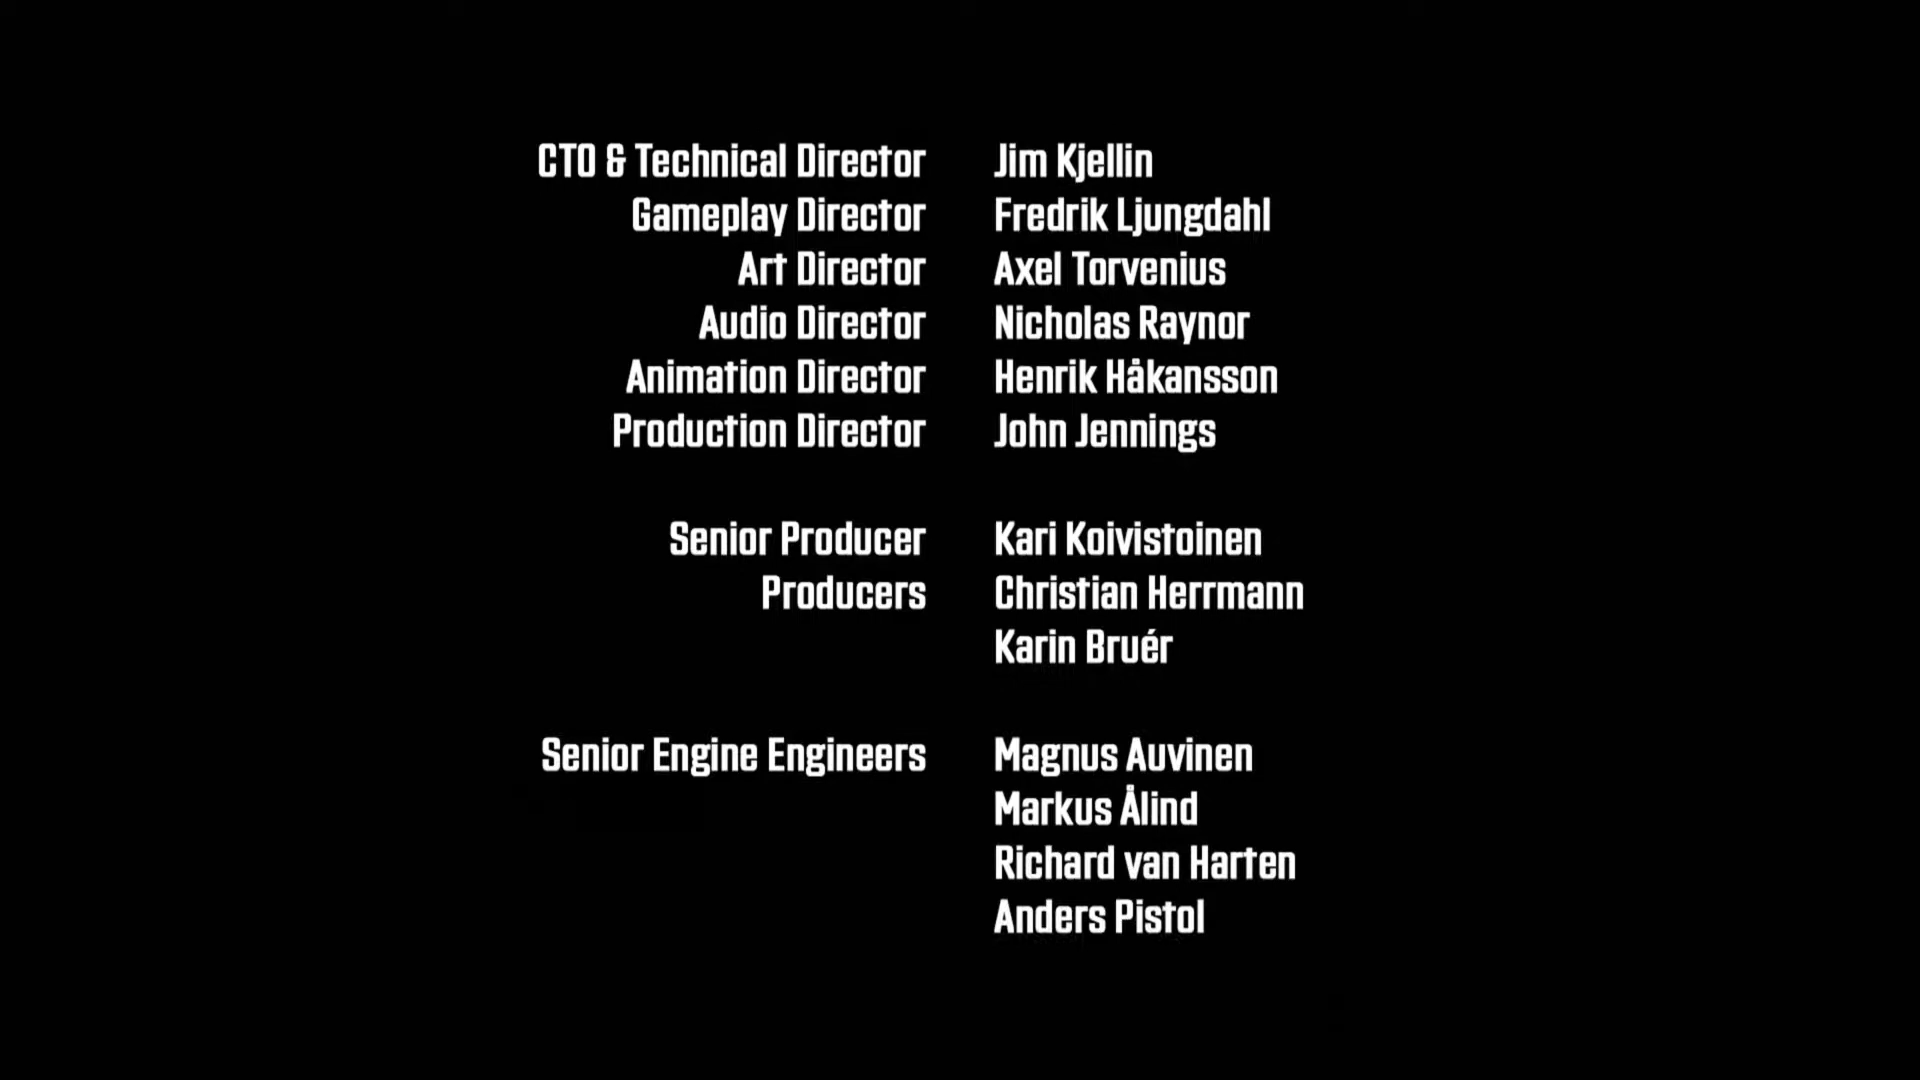 CTO & Technical Director Jim Kjellin
Gameplay Director Fredrik Ljungdahl
Art Director Axel Torvenius
Audio Director Nicholas Raynor
Animation Director Henrik Håkansson
Production Director John Jennings
Senior Producer Kari Koivistoinen
Producers Christian Herrmann
Karin Bruér
Senior Engine Engineers Magnus Auvinen
Markus Ålind
Richard van Harten
Anders Pistol